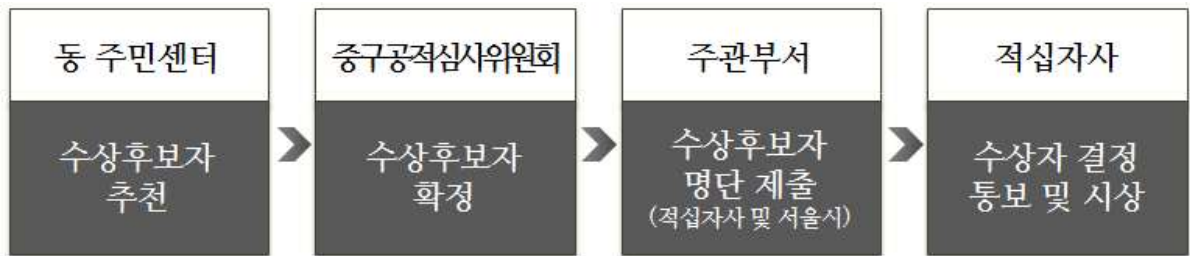 동 주민센터
수상후보자
추천
중구공적심사위원회
수상후보자
확정
주관부서
수상후보자
명단 제출
(적십자사 및 서울시)
적십자사
수상자 결정
통보 및 시상